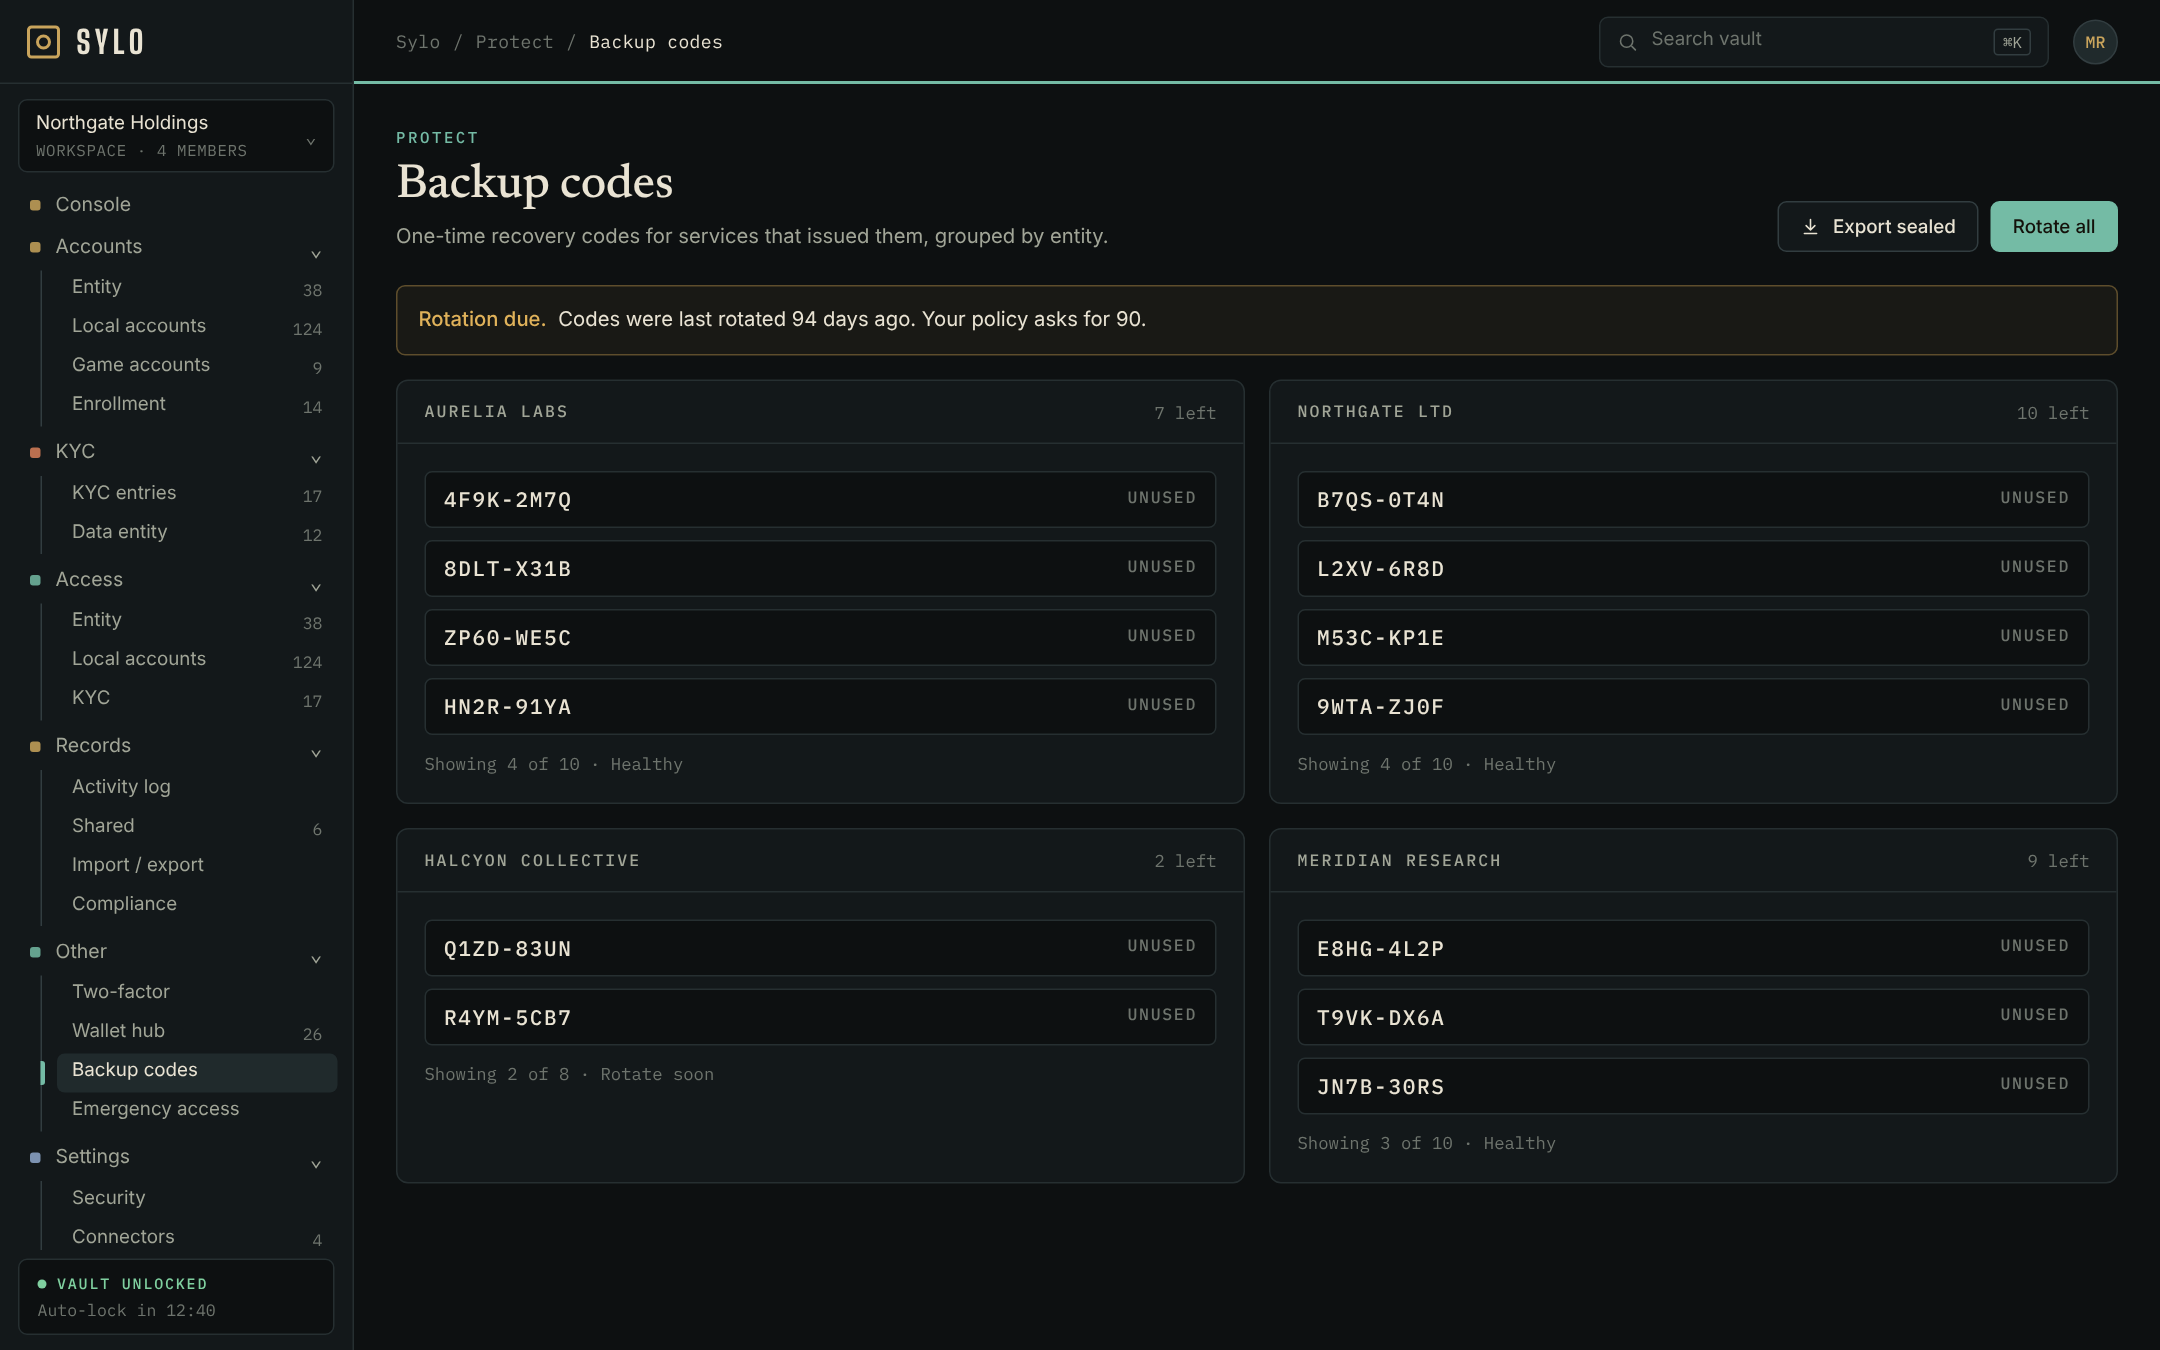 SYLO
Sylo / Protect / Backup codes
Search vault
⌘K
MR
Northgate Holdings
WORKSPACE · 4 MEMBERS
Console
Accounts
Entity 38
Local accounts 124
Game accounts 9
Enrollment 14
KYC
KYC entries 17
Data entity 12
Access
Entity 38
Local accounts 124
KYC 17
Records
Activity log
Shared 6
Import / export
Compliance
Other
Two-factor
Wallet hub 26
Backup codes
Emergency access
Settings
Security
Connectors 4
VAULT UNLOCKED
Auto-lock in 12:40
PROTECT
Backup codes
One-time recovery codes for services that issued them, grouped by entity.
Export sealed
Rotate all
Rotation due. Codes were last rotated 94 days ago. Your policy asks for 90.
AURELIA LABS 7 left
4F9K-2M7Q UNUSED
8DLT-X31B UNUSED
ZP60-WE5C UNUSED
HN2R-91YA UNUSED
Showing 4 of 10 · Healthy
NORTHGATE LTD 10 left
B7QS-0T4N UNUSED
L2XV-6R8D UNUSED
M53C-KP1E UNUSED
9WTA-ZJ0F UNUSED
Showing 4 of 10 · Healthy
HALCYON COLLECTIVE 2 left
Q1ZD-83UN UNUSED
R4YM-5CB7 UNUSED
Showing 2 of 8 · Rotate soon
MERIDIAN RESEARCH 9 left
E8HG-4L2P UNUSED
T9VK-DX6A UNUSED
JN7B-30RS UNUSED
Showing 3 of 10 · Healthy